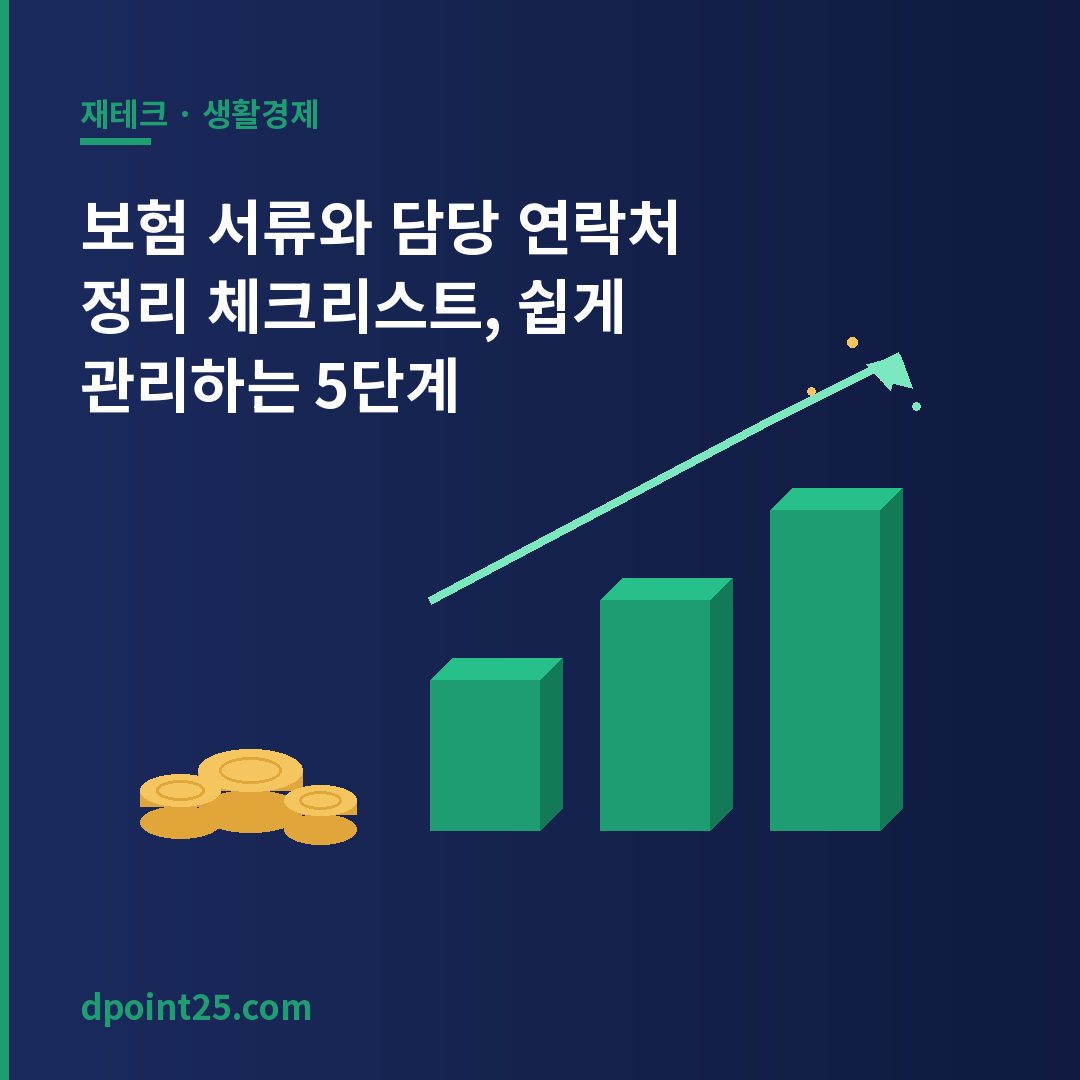 재테크 · 생활경제
보험 서류와 담당 연락처
정리 체크리스트, 쉽게
관리하는 5단계
dpoint25.com